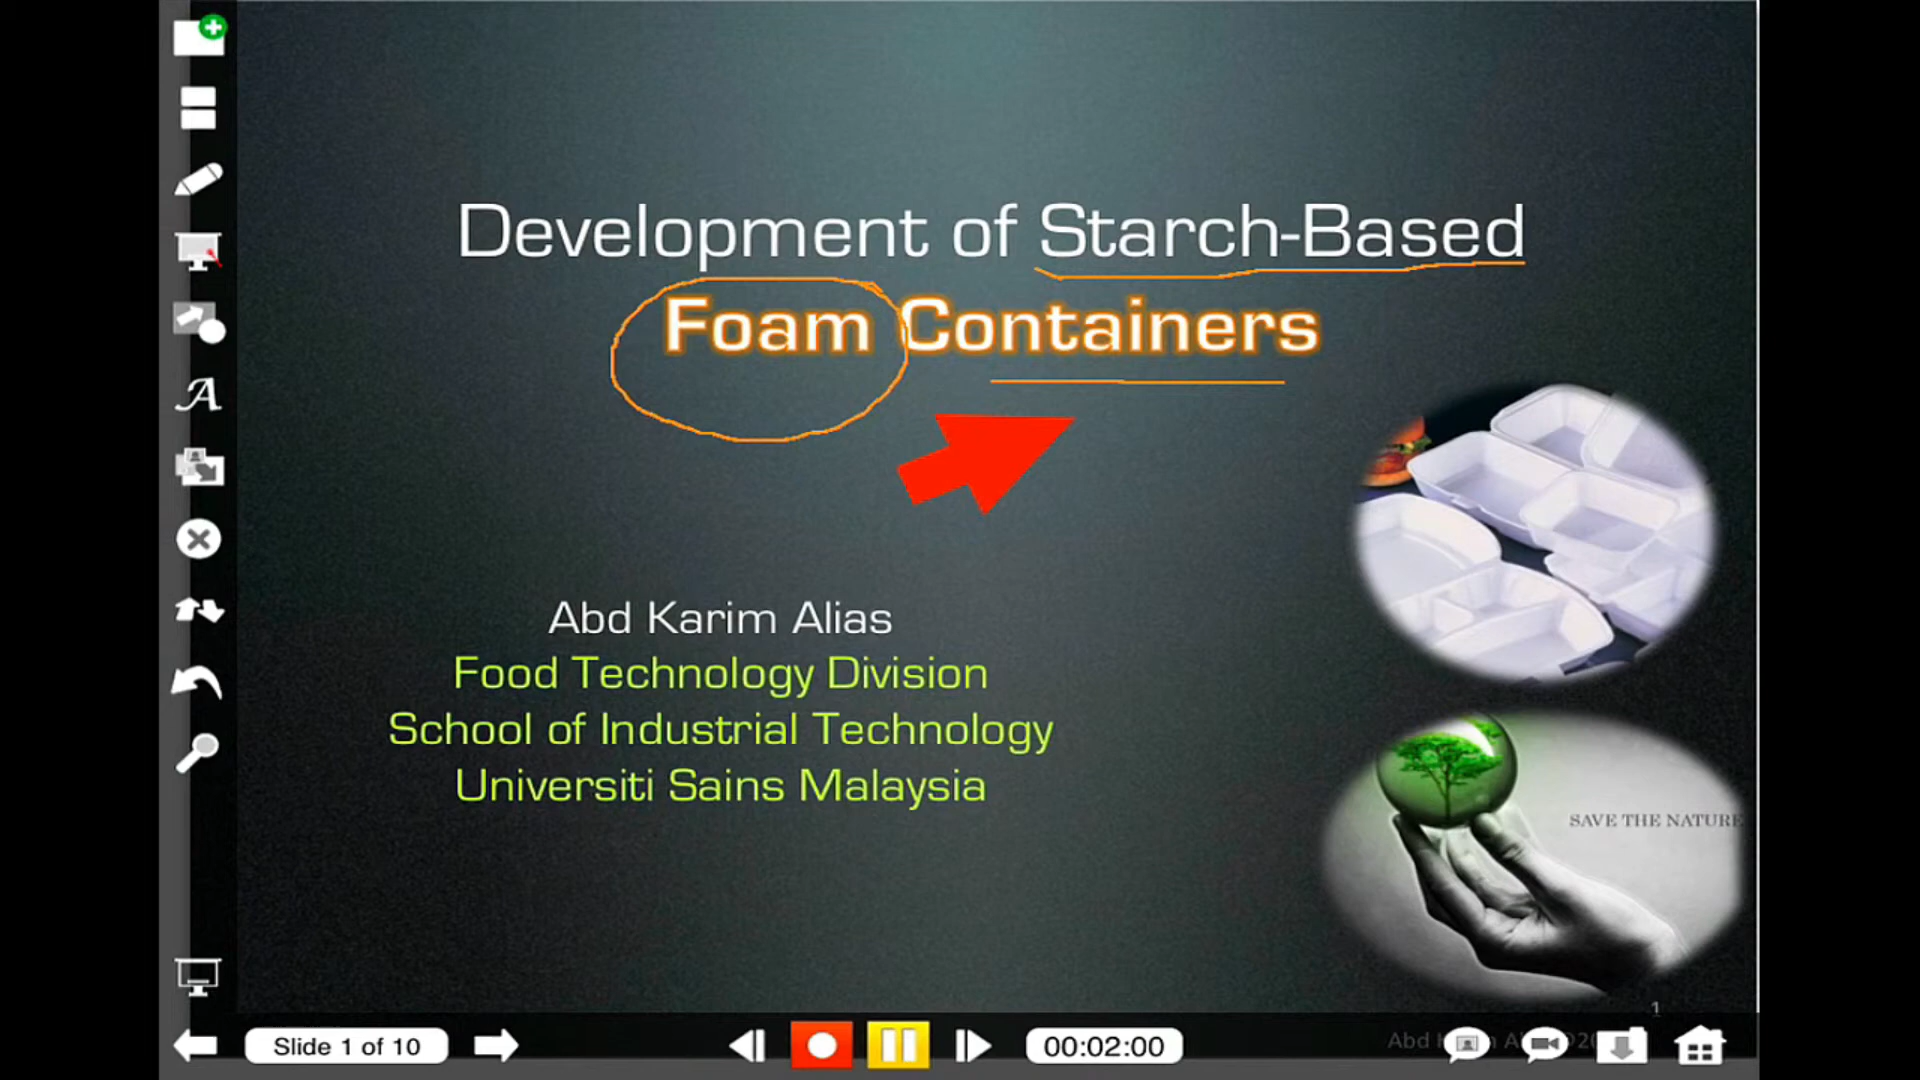 Development of Starch-Based
Foam Containers
Abd Karim Alias
Food Technology Division
School of Industrial Technology
Universiti Sains Malaysia
SAVE THE NATURE
1
Slide 1 of 10
00:02:00
Abd